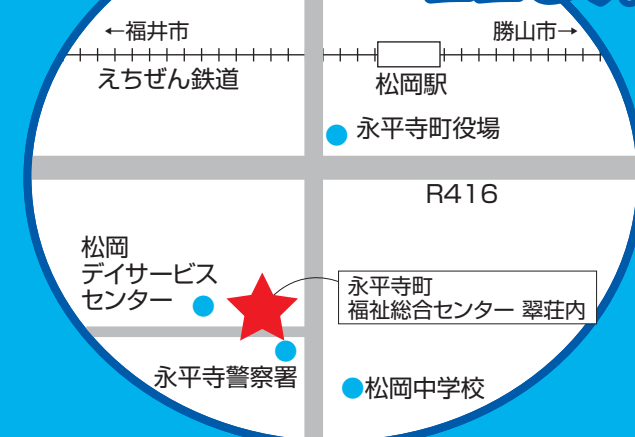 ←福井市
勝山市→
えちぜん鉄道
松岡駅
永平寺町役場
R416
松岡
デイサービス
センター
永平寺町
福祉総合センター 翠荘内
永平寺警察署
松岡中学校